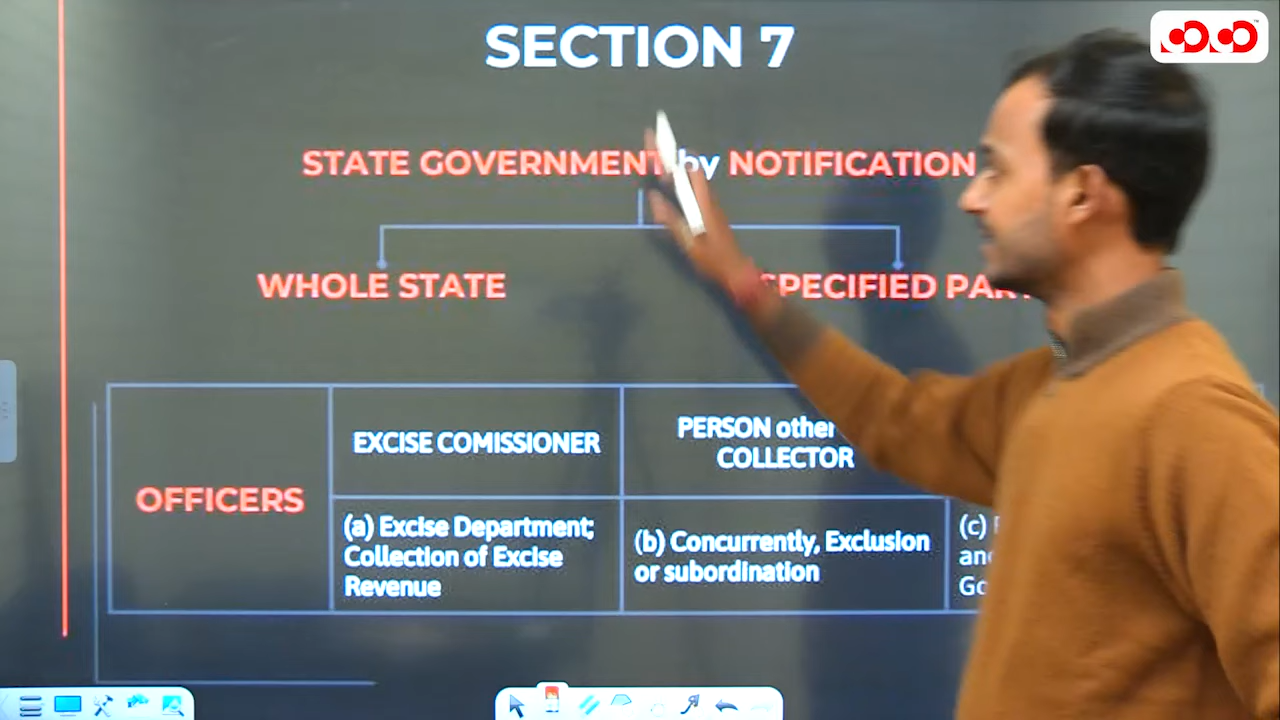 SECTION 7
STATE GOVERNMENT by NOTIFICATION
WHOLE STATE
SPECIFIED PART
OFFICERS
EXCISE COMISSIONER
PERSON other
COLLECTOR
(a) Excise Department;
Collection of Excise
Revenue
(b) Concurrently, Exclusion
or subordination
(c)